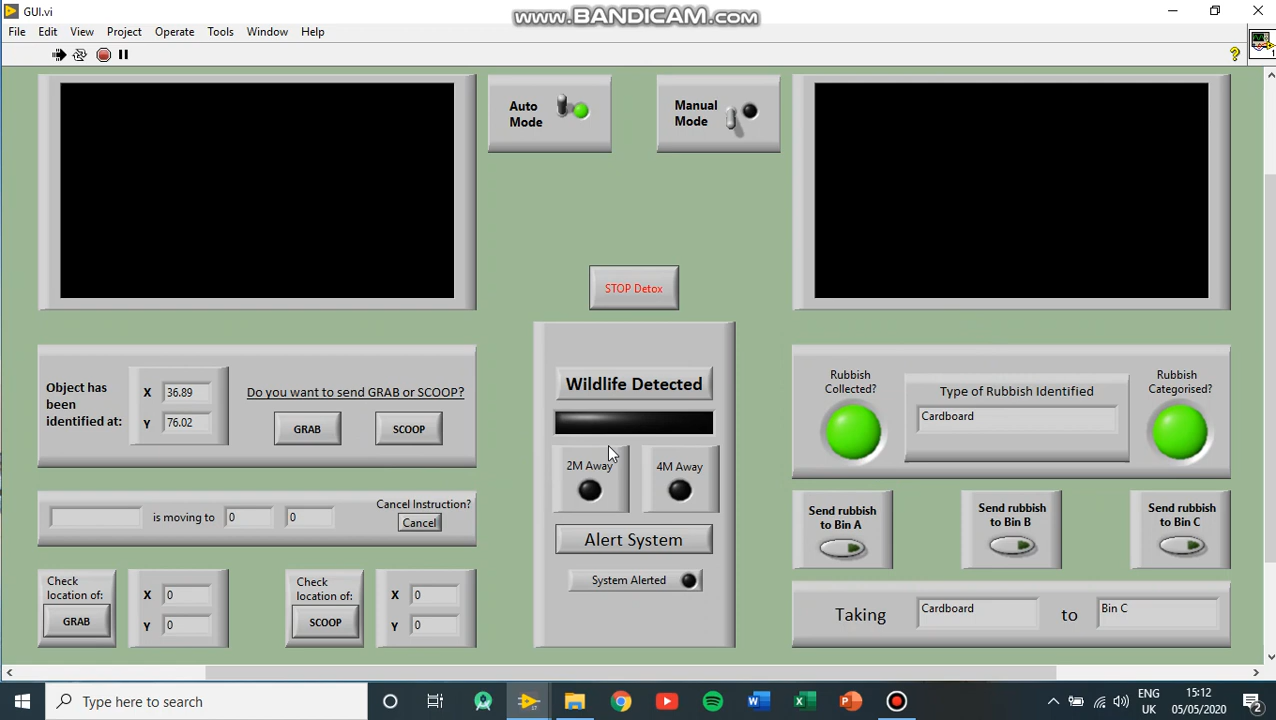 GUI.vi
www.BANDICAM.com
File Edit View Project Operate Tools Window Help
Auto
Mode
Manual
Mode
STOP Detox
Object has
been
identified at:
X 36.89
Y 76.02
Do you want to send GRAB or SCOOP?
GRAB
SCOOP
is moving to 0 0
Cancel Instruction?
Cancel
Check
location of:
GRAB
X 0
Y 0
Check
location of:
SCOOP
X 0
Y 0
Wildlife Detected
2M Away
4M Away
Alert System
System Alerted
Rubbish
Collected?
Type of Rubbish Identified
Cardboard
Rubbish
Categorised?
Send rubbish
to Bin A
Send rubbish
to Bin B
Send rubbish
to Bin C
Taking Cardboard to Bin C
Type here to search
ENG
UK
15:12
05/05/2020
2